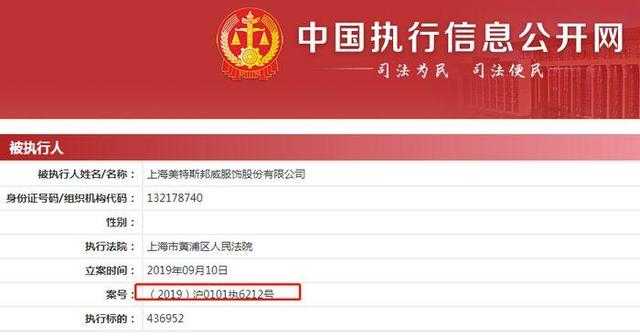 中国执行信息公开网
司法为民 司法便民
被执行人
被执行人姓名/名称： 上海美特斯邦威服饰股份有限公司
身份证号码/组织机构代码： 132178740
性别：
执行法院： 上海市黄浦区人民法院
立案时间： 2019年09月10日
案号： （2019）沪0101执6212号
执行标的： 436952